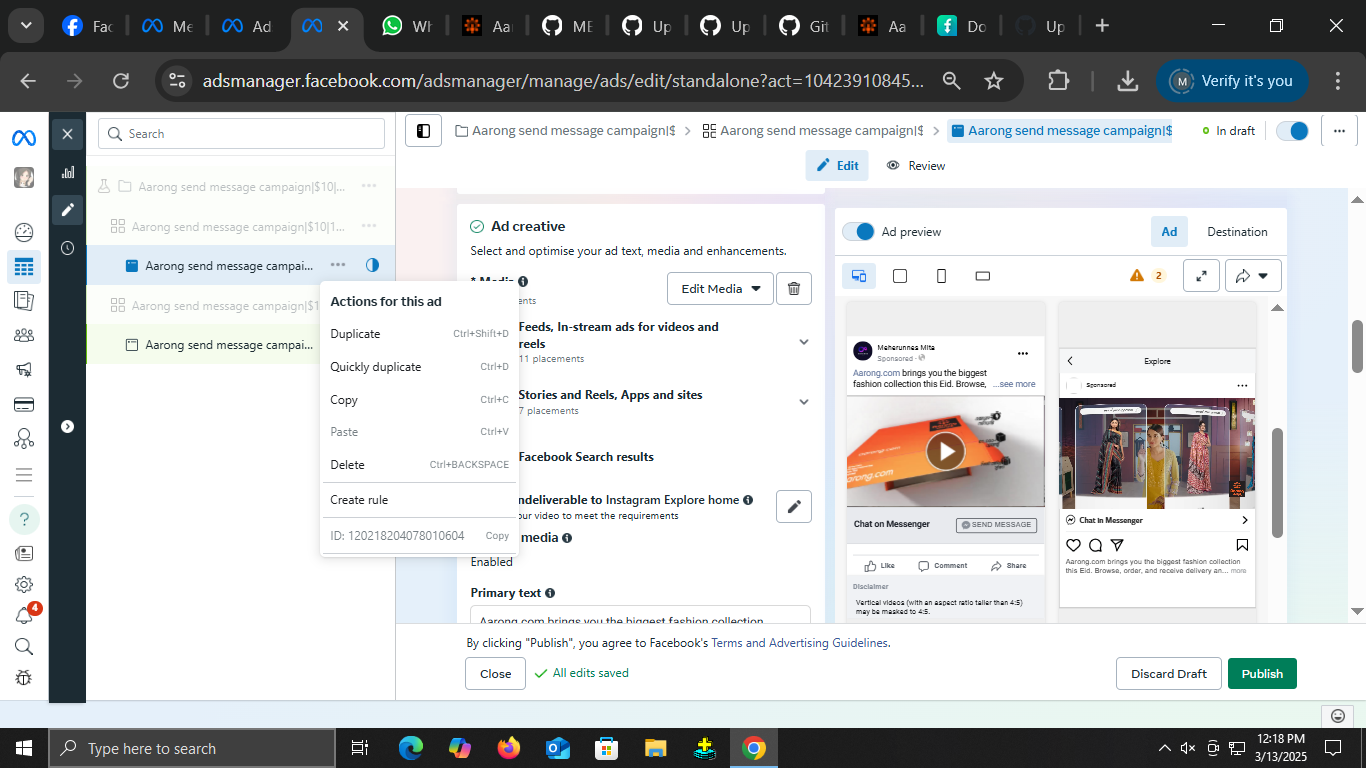 Fac
Me
Ad
Wh
Aa
ME
Up
Up
Git
Aa
Do
Up
adsmanager.facebook.com/adsmanager/manage/ads/edit/standalone?act=10423910845...
M
Verify it's you
Search
Aarong send message campaign|$10|...
Aarong send message campaign|$10|1...
Aarong send message campai...
Aarong send message campaign|$1
Aarong send message campai...
4
Aarong send message campaign|$
Aarong send message campaign|$
Aarong send message campaign|$
In draft
Edit
Review
Actions for this ad
Duplicate Ctrl+Shift+D
Quickly duplicate Ctrl+D
Copy Ctrl+C
Paste Ctrl+V
Delete Ctrl+BACKSPACE
Create rule
ID: 120218204078010604 Copy
Ad creative
Select and optimise your ad text, media and enhancements.
* Media
Edit Media
Feeds, In-stream ads for videos and
reels
11 placements
Stories and Reels, Apps and sites
7 placements
Facebook Search results
ndeliverable to Instagram Explore home
our video to meet the requirements
media
Enabled
Primary text
Aarong.com brings you the biggest fashion collection
Ad preview
Ad
Destination
2
Meherunnes Mita
Sponsored
Aarong.com brings you the biggest
fashion collection this Eid. Browse, ...see more
Chat on Messenger
SEND MESSAGE
Like
Comment
Share
Disclaimer
Vertical videos (with an aspect ratio taller than 4:5)
may be masked to 4:5.
Explore
Sponsored
Chat in Messenger
Aarong.com brings you the biggest fashion collection
this Eid. Browse, order, and receive delivery an... more
By clicking "Publish", you agree to Facebook's Terms and Advertising Guidelines.
Close
All edits saved
Discard Draft
Publish
Type here to search
12:18 PM
3/13/2025